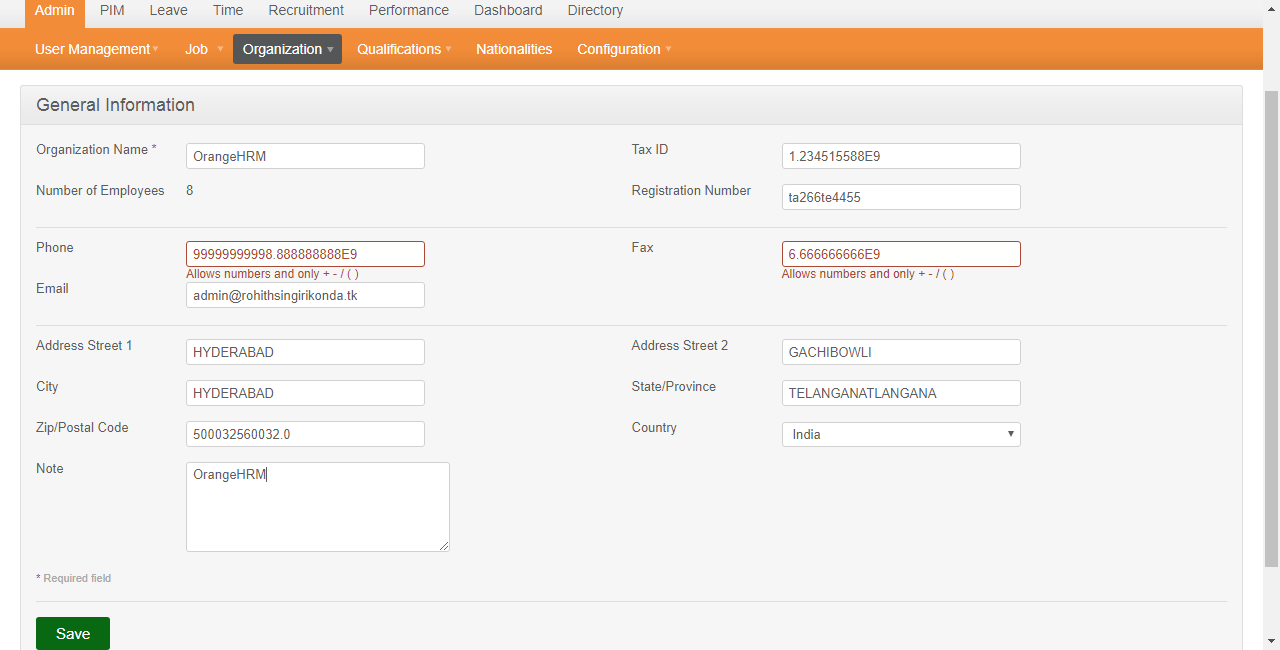 Admin PIM Leave Time Recruitment Performance Dashboard Directory
User Management Job Organization Qualifications Nationalities Configuration
General Information
Organization Name * OrangeHRM Tax ID 1.234515588E9
Number of Employees 8 Registration Number ta266te4455
Phone 99999999998.888888888E9 Fax 6.666666666E9
Allows numbers and only + - / ( ) Allows numbers and only + - / ( )
Email admin@rohithsingirikonda.tk
Address Street 1 HYDERABAD Address Street 2 GACHIBOWLI
City HYDERABAD State/Province TELANGANATLANGANA
Zip/Postal Code 500032560032.0 Country India
Note OrangeHRM
* Required field
Save